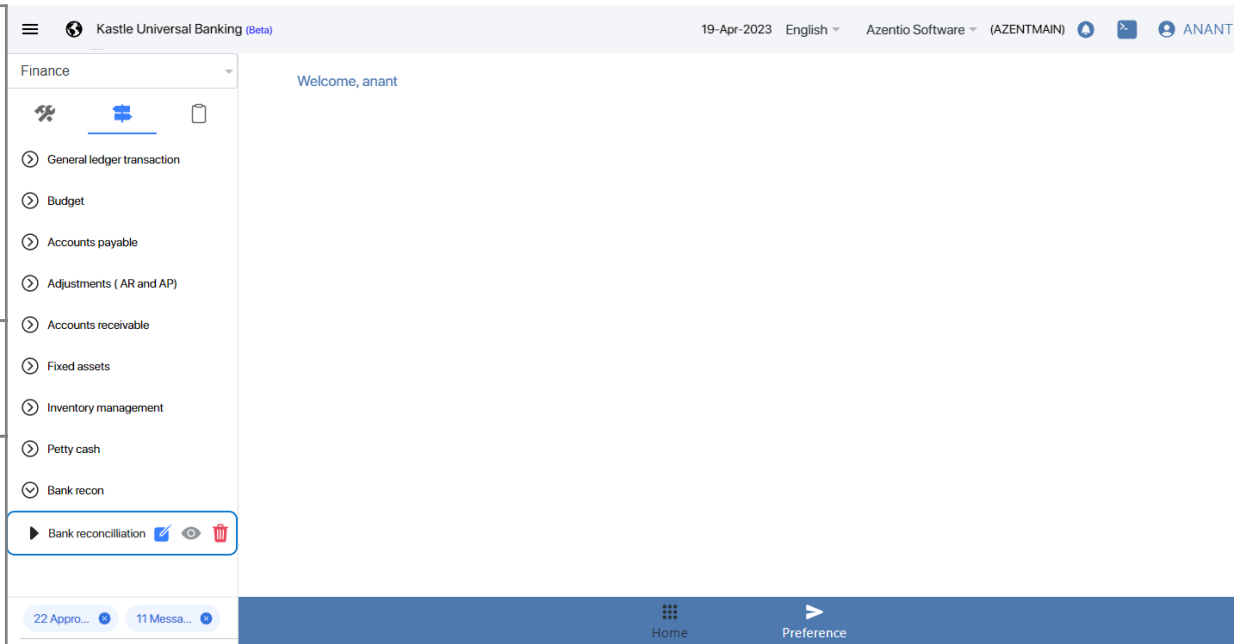 Kastle Universal Banking (Beta)
19-Apr-2023 English Azentio Software (AZENTMAIN) ANANT
Finance
Welcome, anant
General ledger transaction
Budget
Accounts payable
Adjustments ( AR and AP)
Accounts receivable
Fixed assets
Inventory management
Petty cash
Bank recon
Bank reconcilliation
22 Appro... 11 Messa...
Home Preference